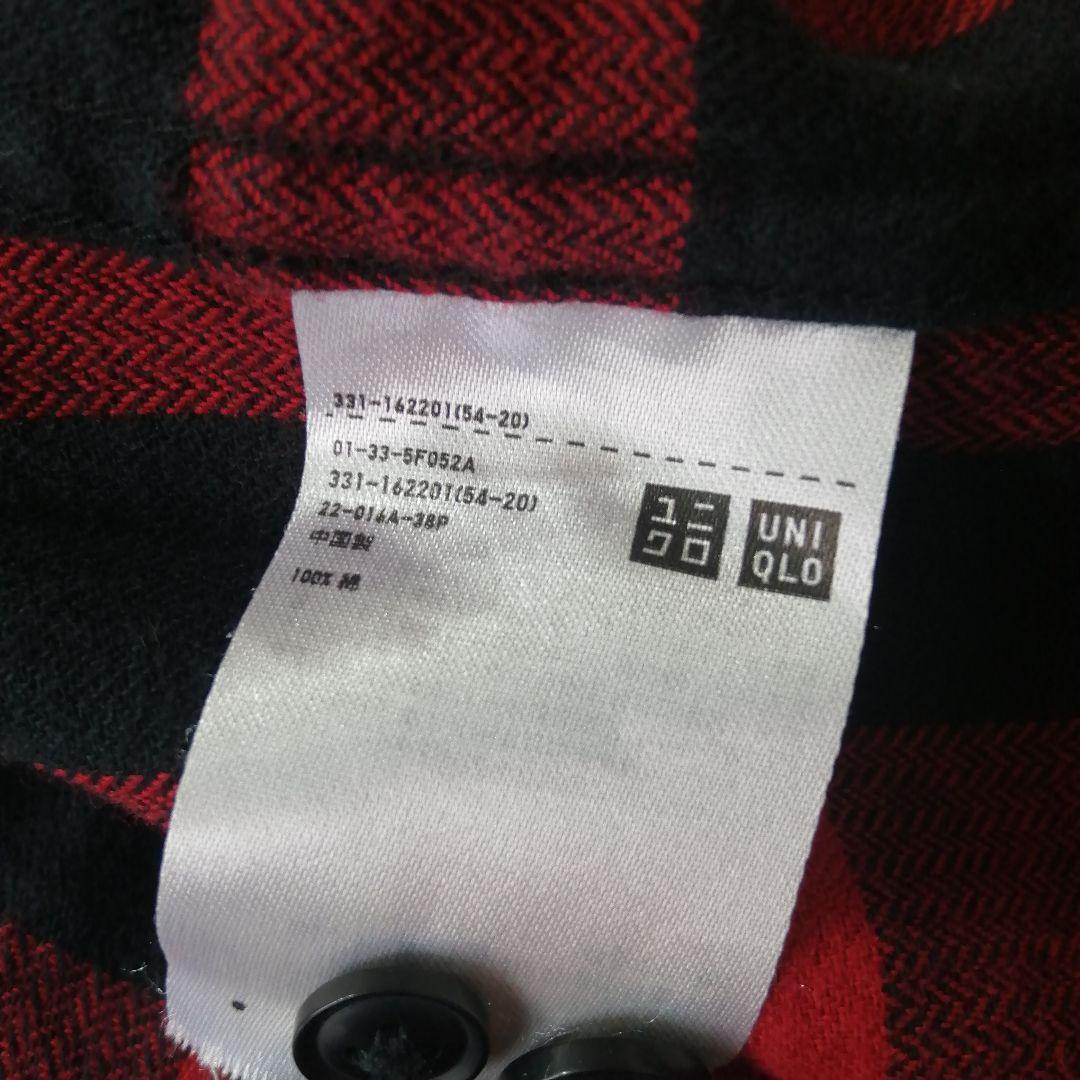 331-162201(54-20)
01-33-5F052A
331-162201(54-20)
22-016A-38P
中国製
100% 綿
ユニ
クロ
UNI
QLO